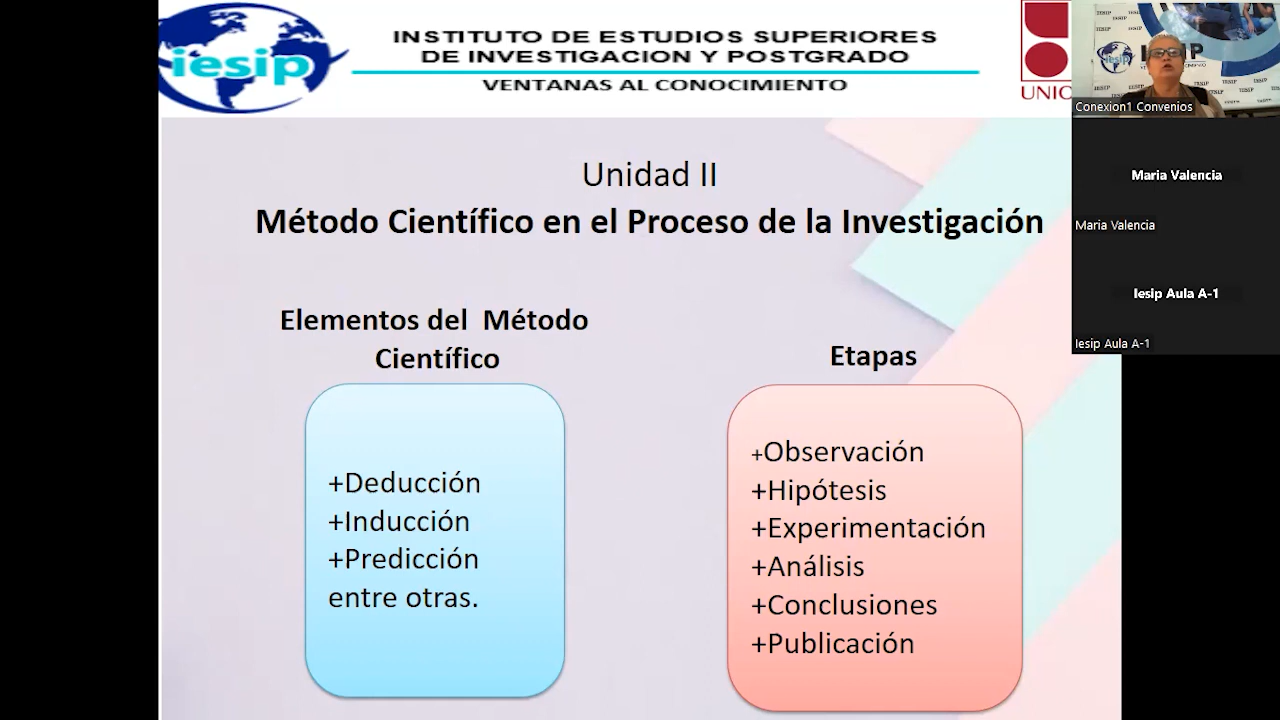 iesip
INSTITUTO DE ESTUDIOS SUPERIORES
DE INVESTIGACION Y POSTGRADO
VENTANAS AL CONOCIMIENTO
UNIC
Conexion1 Convenios
Maria Valencia
Maria Valencia
Iesip Aula A-1
Iesip Aula A-1
Unidad II
Método Científico en el Proceso de la Investigación
Elementos del Método
Científico
+Deducción
+Inducción
+Predicción
entre otras.
Etapas
+Observación
+Hipótesis
+Experimentación
+Análisis
+Conclusiones
+Publicación